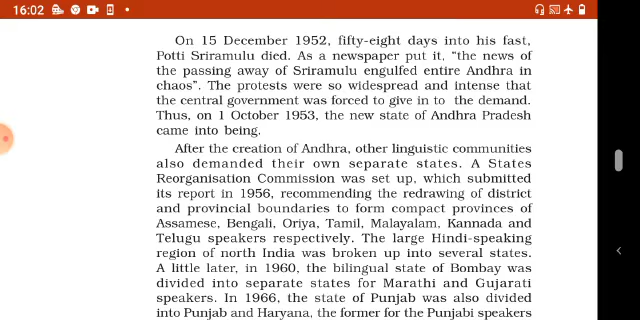 16:02
On 15 December 1952, fifty-eight days into his fast,
Potti Sriramulu died. As a newspaper put it, “the news of
the passing away of Sriramulu engulfed entire Andhra in
chaos”. The protests were so widespread and intense that
the central government was forced to give in to the demand.
Thus, on 1 October 1953, the new state of Andhra Pradesh
came into being.
After the creation of Andhra, other linguistic communities
also demanded their own separate states. A States
Reorganisation Commission was set up, which submitted
its report in 1956, recommending the redrawing of district
and provincial boundaries to form compact provinces of
Assamese, Bengali, Oriya, Tamil, Malayalam, Kannada and
Telugu speakers respectively. The large Hindi-speaking
region of north India was broken up into several states.
A little later, in 1960, the bilingual state of Bombay was
divided into separate states for Marathi and Gujarati
speakers. In 1966, the state of Punjab was also divided
into Punjab and Haryana, the former for the Punjabi speakers